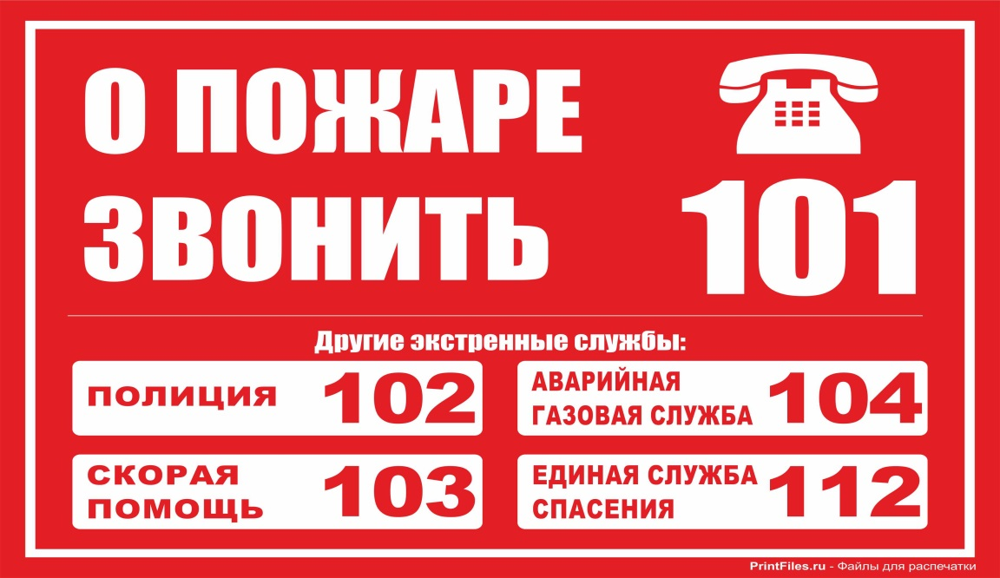 О ПОЖАРЕ
ЗВОНИТЬ
101
Другие экстренные службы:
ПОЛИЦИЯ 102
АВАРИЙНАЯ
ГАЗОВАЯ СЛУЖБА 104
СКОРАЯ
ПОМОЩЬ 103
ЕДИНАЯ СЛУЖБА
СПАСЕНИЯ 112
PrintFiles.ru - Файлы для распечатки